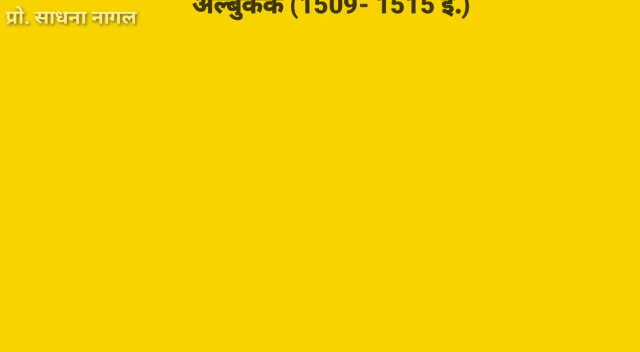 अल्बुकर्क (1509- 1515 ई.)
प्रो. साधना नागल